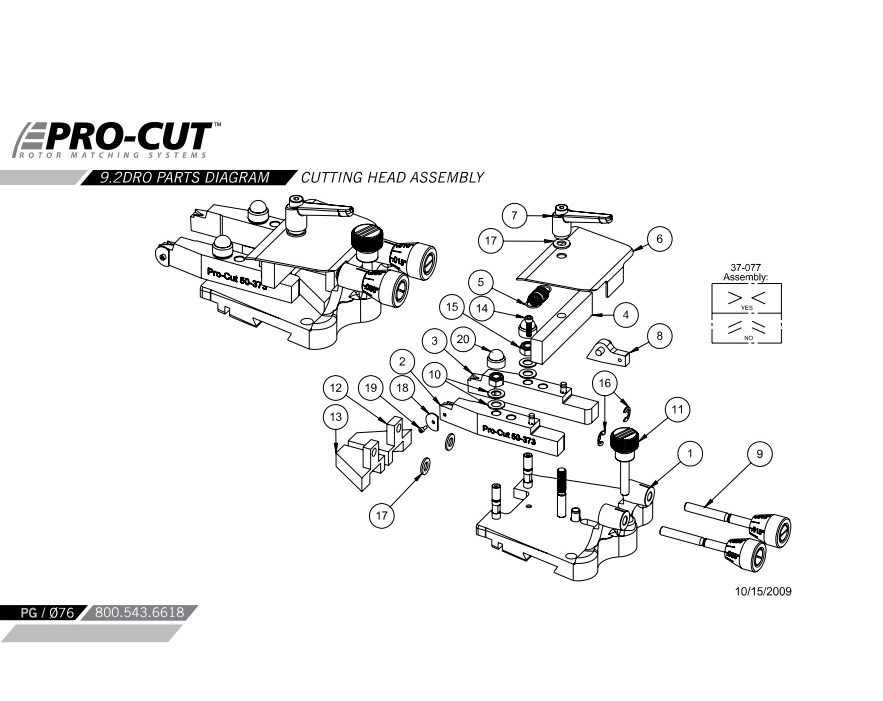 PRO-CUT™
ROTOR MATCHING SYSTEMS
9.2DRO PARTS DIAGRAM CUTTING HEAD ASSEMBLY
7
17
6
5
15
14
4
20
3
8
2
10
16
12
19
18
13
11
17
1
9
Pro-Cut 50-373
Pro-Cut 50-373
37-077
Assembly:
YES
NO
10/15/2009
PG / Ø76 800.543.6618